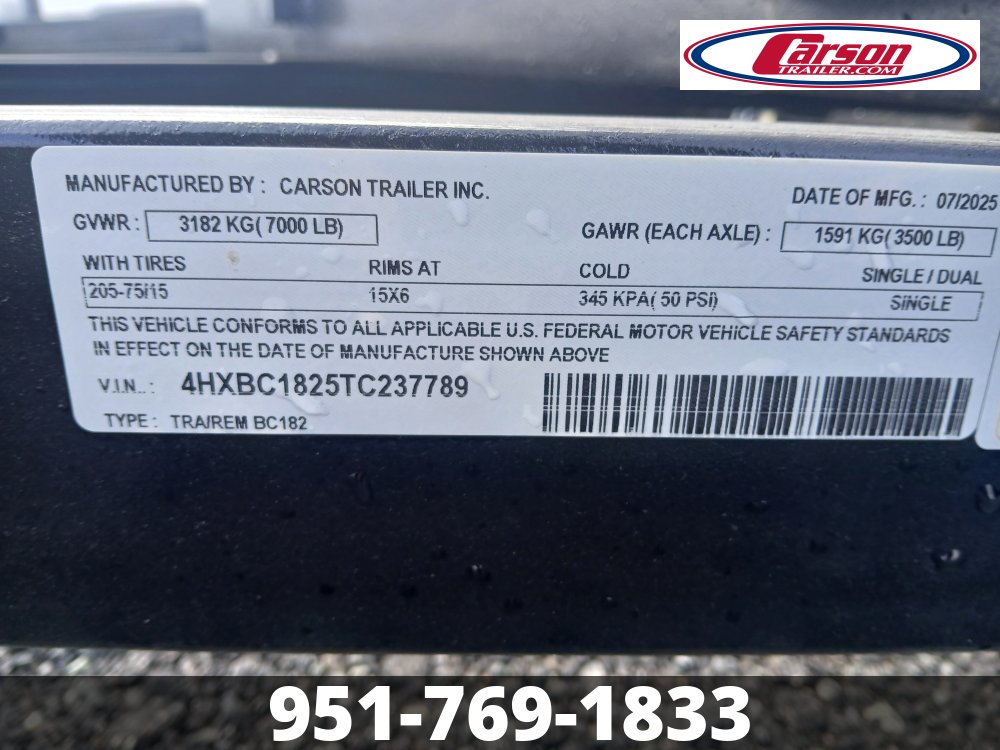 Carson
TRAILER.COM
MANUFACTURED BY : CARSON TRAILER INC.
DATE OF MFG. : 07/2025
GVWR : 3182 KG( 7000 LB)
GAWR (EACH AXLE) : 1591 KG( 3500 LB)
WITH TIRES RIMS AT COLD SINGLE / DUAL
205-75/15 15X6 345 KPA( 50 PSI) SINGLE
THIS VEHICLE CONFORMS TO ALL APPLICABLE U.S. FEDERAL MOTOR VEHICLE SAFETY STANDARDS
IN EFFECT ON THE DATE OF MANUFACTURE SHOWN ABOVE
V.I.N.. : 4HXBC1825TC237789
TYPE : TRA/REM BC182
951-769-1833